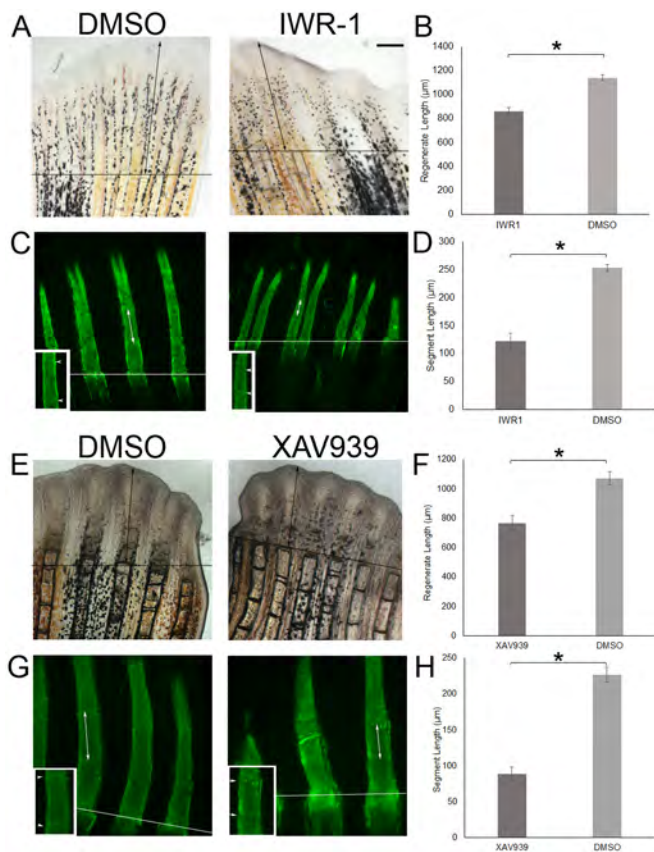 A
DMSO
IWR-1
B
1400
1200
1000
800
600
400
200
0
Regenerate Length (µm)
*
IWR1
DMSO
C
D
300
250
200
150
100
50
0
Segment Length (µm)
*
IWR1
DMSO
E
DMSO
XAV939
F
1200
1000
800
600
400
200
0
Regenerate Length (µm)
*
XAV939
DMSO
G
H
250
200
150
100
50
0
Segment Length (µm)
*
XAV939
DMSO